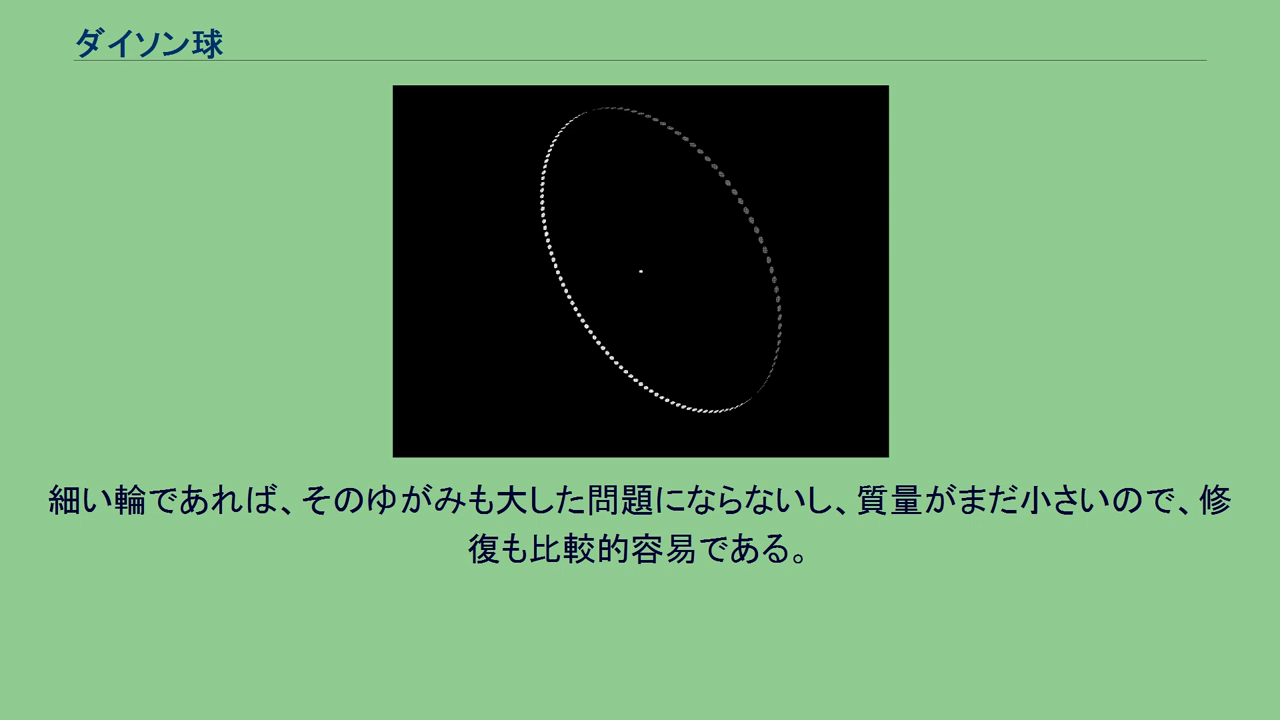 ダイソン球
細い輪であれば、そのゆがみも大した問題にならないし、質量がまだ小さいので、修
復も比較的容易である。